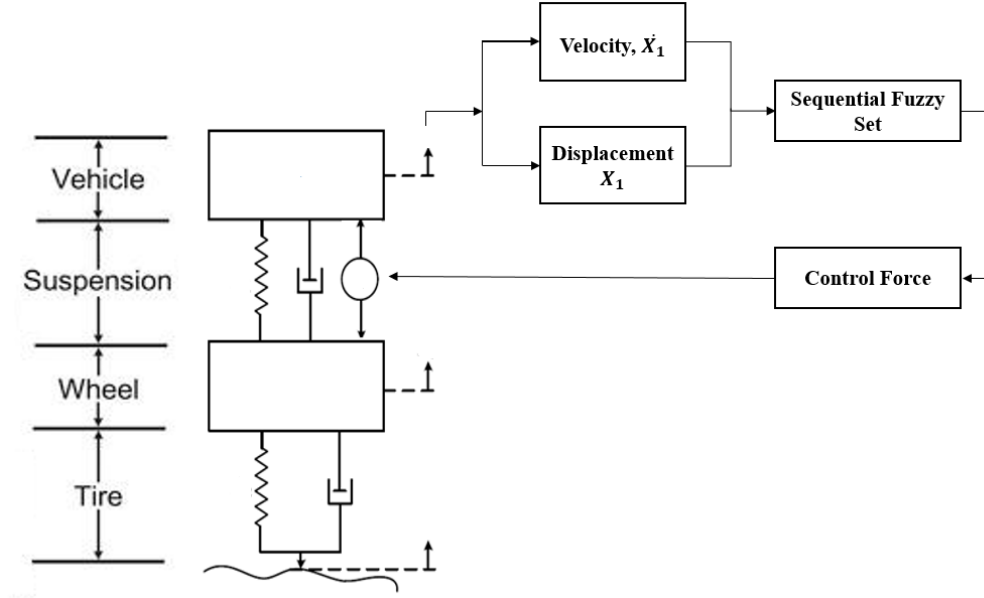 Velocity, Ẋ₁
Displacement
X₁
Sequential Fuzzy
Set
Vehicle
Suspension
Control Force
Wheel
Tire